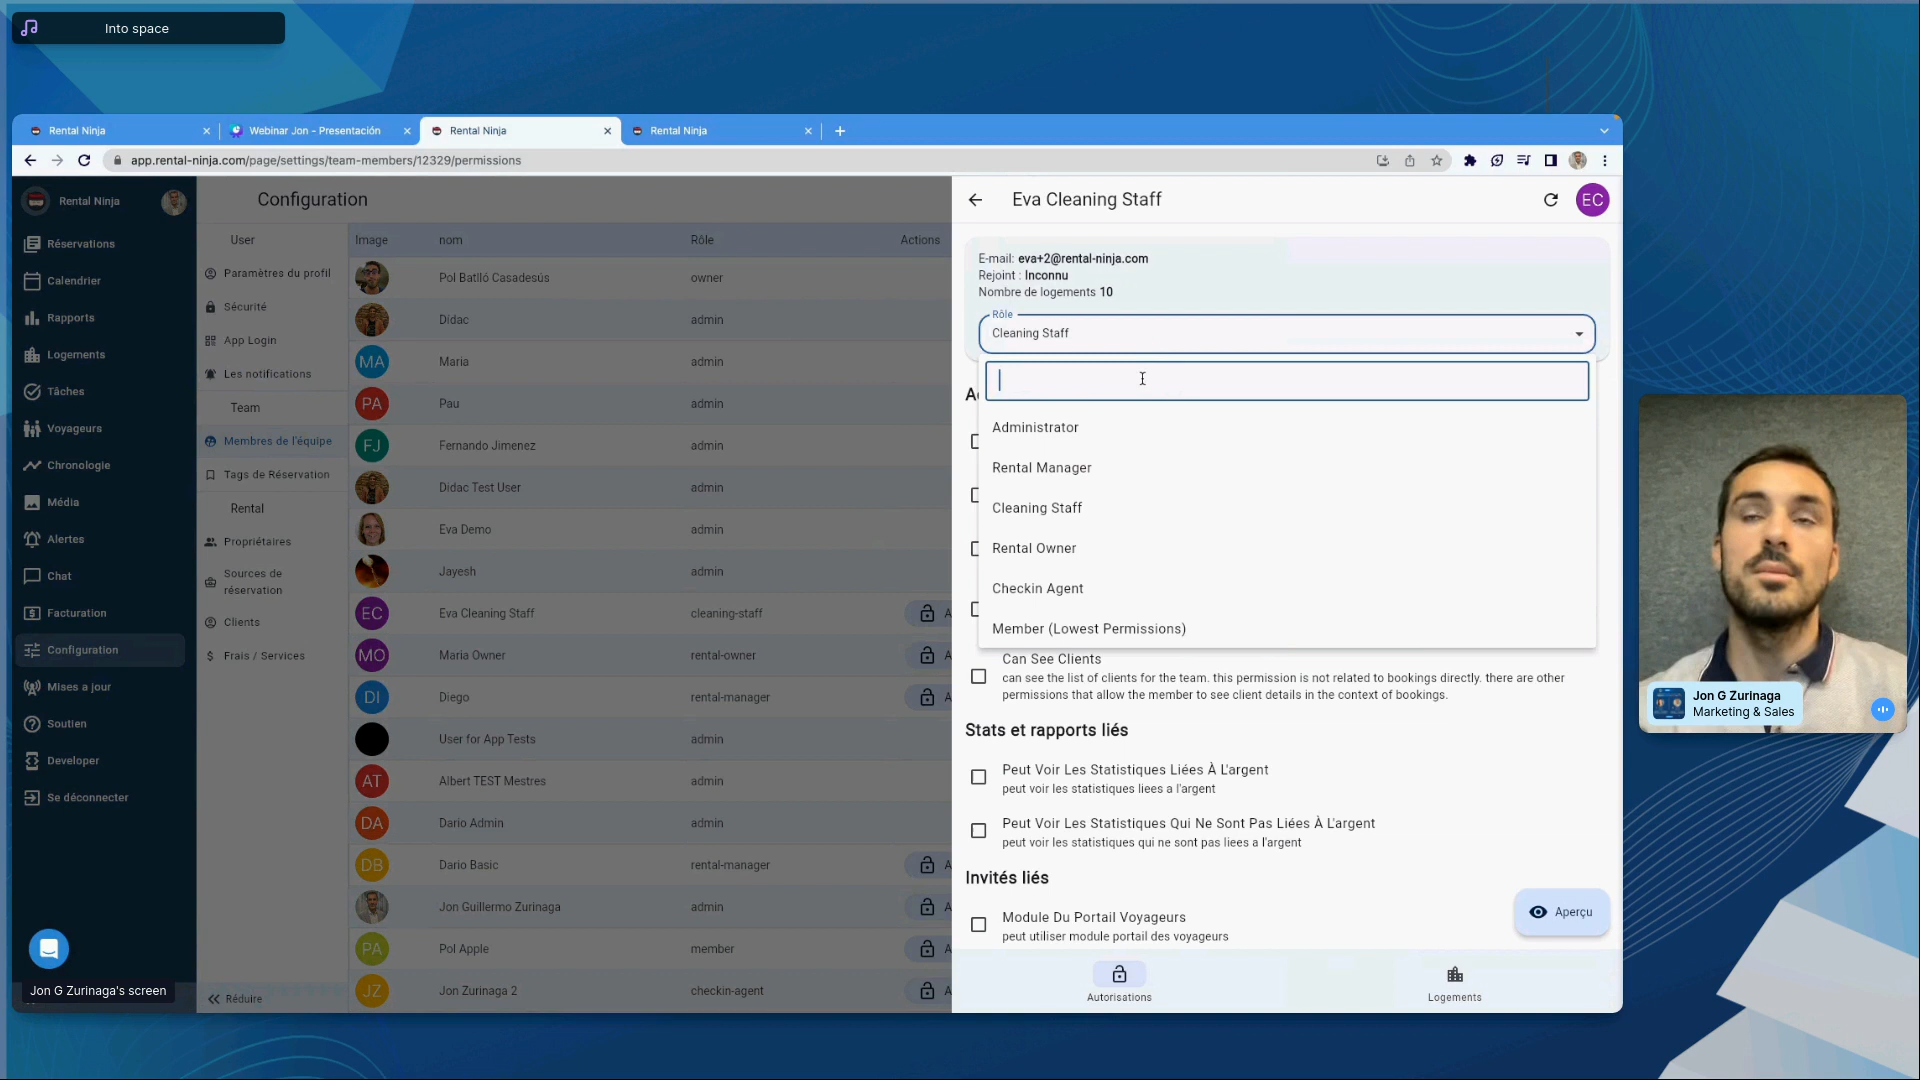 Into space
Rental Ninja
Webinar Jon - Presentación
Rental Ninja
Rental Ninja
app.rental-ninja.com/page/settings/team-members/12329/permissions
Rental Ninja
Réservations
Calendrier
Rapports
Logements
Tâches
Voyageurs
Chronologie
Média
Alertes
Chat
Facturation
Configuration
Mises a jour
Soutien
Developer
Se déconnecter
Jon G Zurinaga's screen
Configuration
User
Paramètres du profil
Sécurité
App Login
Les notifications
Team
Membres de l'équipe
Tags de Réservation
Rental
Propriétaires
Sources de
réservation
Clients
Frais / Services
Réduire
Image nom Rôle Actions
Pol Batlló Casadesús owner
Dídac admin
MA Maria admin
PA Pau admin
FJ Fernando Jimenez admin
Didac Test User admin
Eva Demo admin
Jayesh admin
EC Eva Cleaning Staff cleaning-staff A
MO Maria Owner rental-owner A
DI Diego rental-manager A
User for App Tests admin
AT Albert TEST Mestres admin
DA Dario Admin admin
DB Dario Basic rental-manager A
Jon Guillermo Zurinaga admin A
PA Pol Apple member A
JZ Jon Zurinaga 2 checkin-agent A
Eva Cleaning Staff
EC
E-mail: eva+2@rental-ninja.com
Rejoint : Inconnu
Nombre de logements 10
Rôle
Cleaning Staff
Administrator
Rental Manager
Cleaning Staff
Rental Owner
Checkin Agent
Member (Lowest Permissions)
Can See Clients
can see the list of clients for the team. this permission is not related to bookings directly. there are other
permissions that allow the member to see client details in the context of bookings.
Stats et rapports liés
Peut Voir Les Statistiques Liées À L'argent
peut voir les statistiques liees a l'argent
Peut Voir Les Statistiques Qui Ne Sont Pas Liées À L'argent
peut voir les statistiques qui ne sont pas liees a l'argent
Invités liés
Module Du Portail Voyageurs
peut utiliser module portail des voyageurs
Aperçu
Autorisations
Logements
Jon G Zurinaga
Marketing & Sales